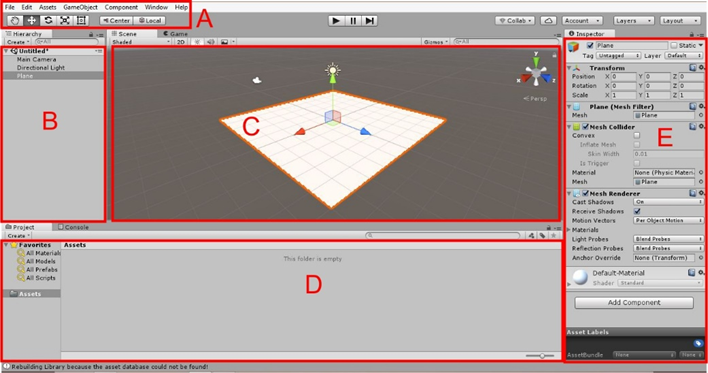 File Edit Assets GameObject Component Window Help
A
Center Local
Collab Account Layers Layout
Hierarchy
Create All
Untitled*
Main Camera
Directional Light
Plane
B
Scene Game
Shaded 2D Gizmos All
y
x
z
Persp
C
Inspector
Plane Static
Tag Untagged Layer Default
Transform
Position X 0 Y 0 Z 0
Rotation X 0 Y 0 Z 0
Scale X 1 Y 1 Z 1
Plane (Mesh Filter)
Mesh Plane
Mesh Collider
E
Convex
Inflate Mesh
Skin Width 0.01
Is Trigger
Material None (Physic Materia
Mesh Plane
Mesh Renderer
Cast Shadows On
Receive Shadows
Motion Vectors Per Object Motion
Materials
Light Probes Blend Probes
Reflection Probes Blend Probes
Anchor Override None (Transform)
Default-Material
Shader Standard
Add Component
Asset Labels
AssetBundle None None
Project Console
Create
Favorites
All Materials
All Models
All Prefabs
All Scripts
Assets
Assets
This folder is empty
D
Rebuilding Library because the asset database could not be found!